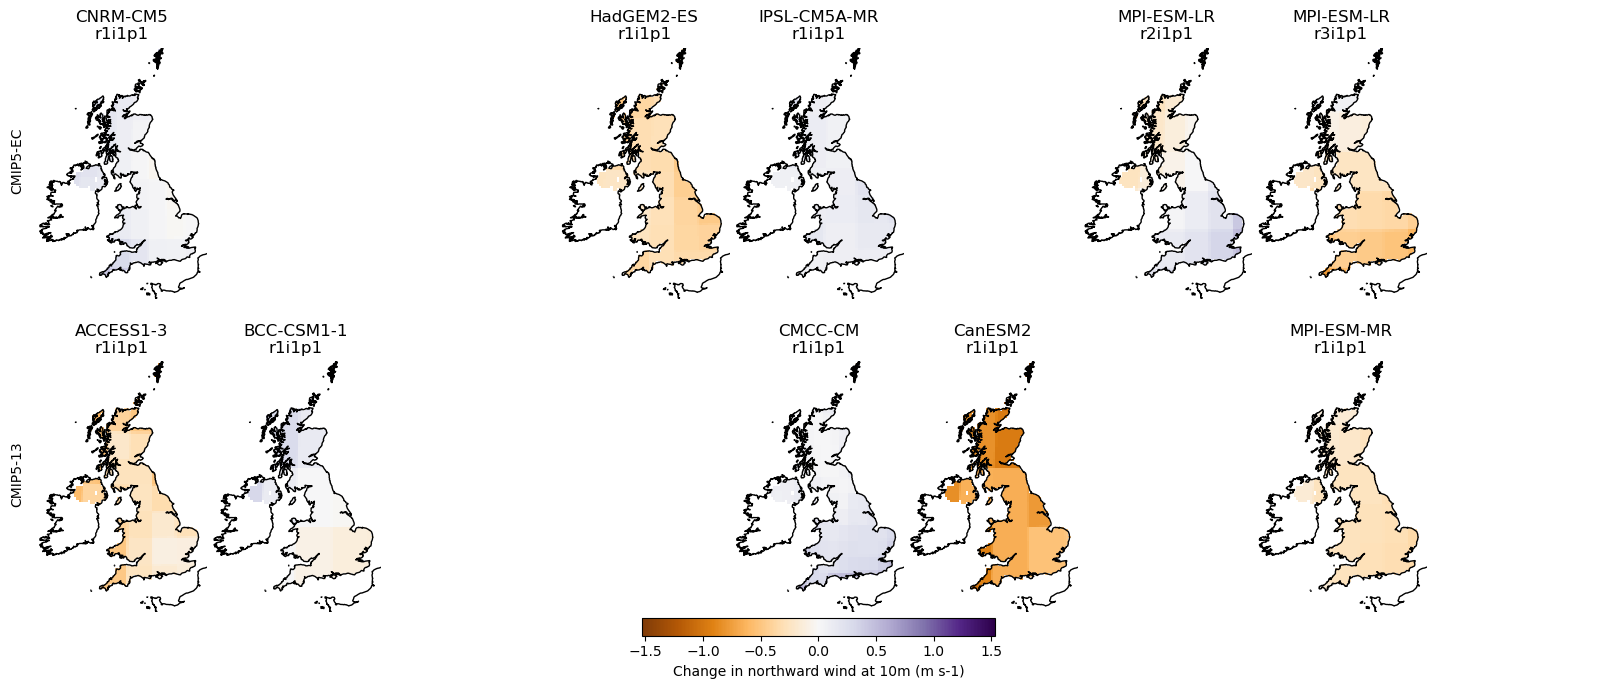 CNRM-CM5
r1i1p1
HadGEM2-ES
r1i1p1
IPSL-CM5A-MR
r1i1p1
MPI-ESM-LR
r2i1p1
MPI-ESM-LR
r3i1p1
CMIP5-EC
ACCESS1-3
r1i1p1
BCC-CSM1-1
r1i1p1
CMCC-CM
r1i1p1
CanESM2
r1i1p1
MPI-ESM-MR
r1i1p1
CMIP5-13
−1.5 −1.0 −0.5 0.0 0.5 1.0 1.5
Change in northward wind at 10m (m s-1)